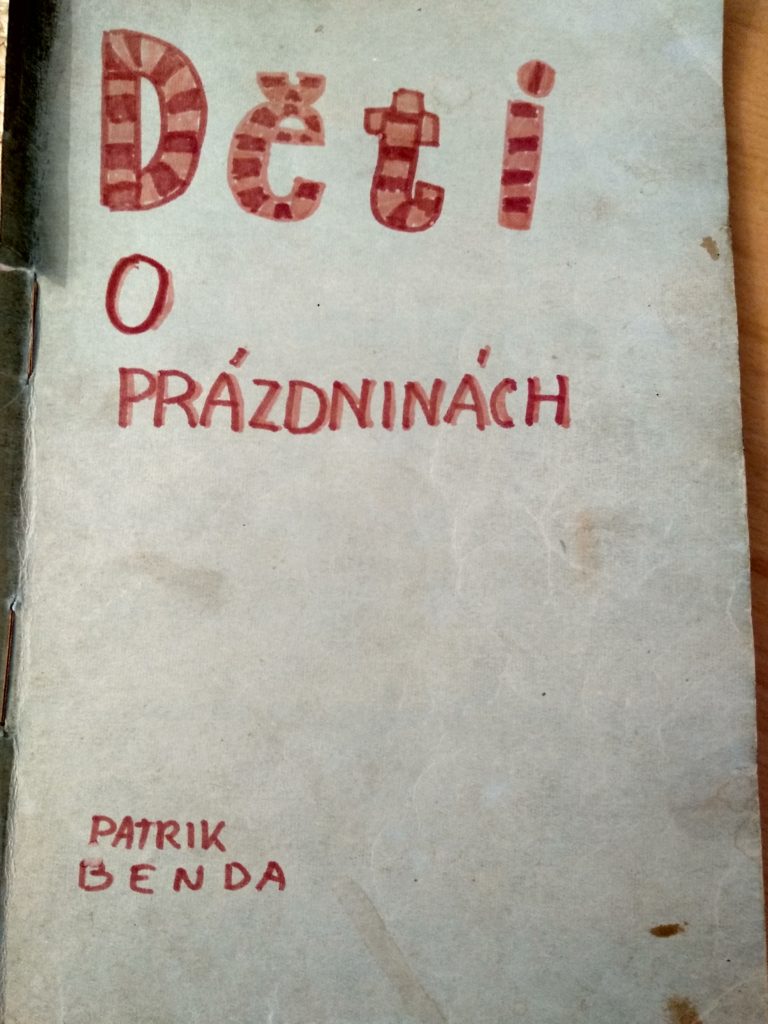 Děti
O
PRÁZDNINÁCH
PATRIK
BENDA